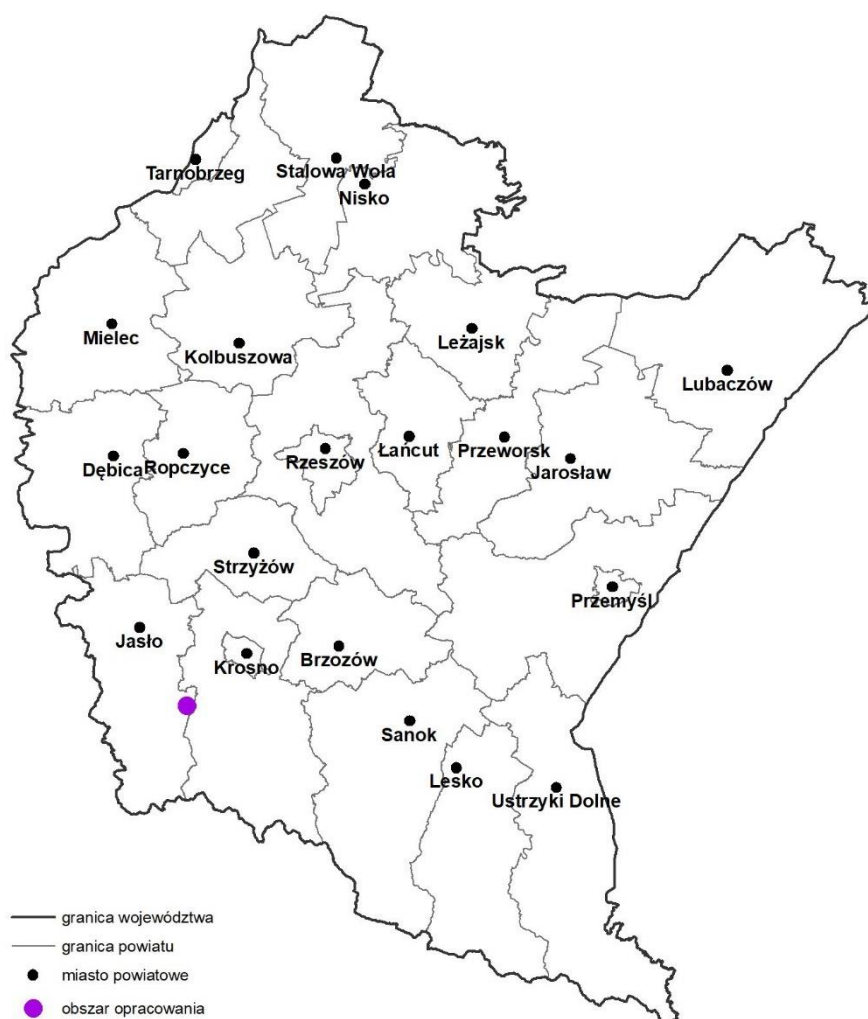 Tarnobrzeg
Stalowa Wola
Nisko
Mielec
Kolbuszowa
Leżajsk
Lubaczów
Dębica
Ropczyce
Rzeszów
Łańcut
Przeworsk
Jarosław
Strzyżów
Przemyśl
Jasło
Krosno
Brzozów
Sanok
Lesko
Ustrzyki Dolne
granica województwa
granica powiatu
miasto powiatowe
obszar opracowania